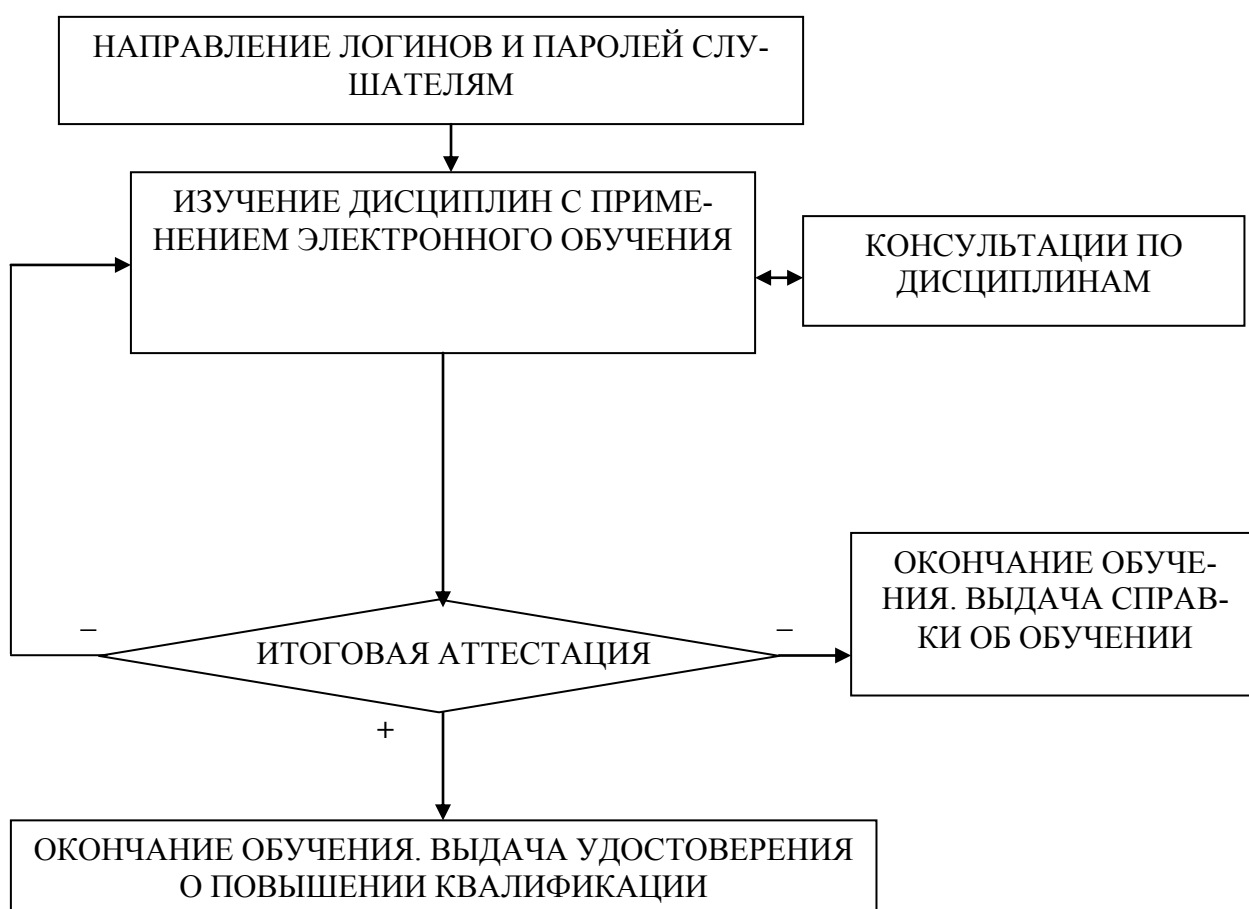 НАПРАВЛЕНИЕ ЛОГИНОВ И ПАРОЛЕЙ СЛУ-
ШАТЕЛЯМ
ИЗУЧЕНИЕ ДИСЦИПЛИН С ПРИМЕ-
НЕНИЕМ ЭЛЕКТРОННОГО ОБУЧЕНИЯ
КОНСУЛЬТАЦИИ ПО
ДИСЦИПЛИНАМ
–
ИТОГОВАЯ АТТЕСТАЦИЯ
–
ОКОНЧАНИЕ ОБУЧЕ-
НИЯ. ВЫДАЧА СПРАВ-
КИ ОБ ОБУЧЕНИИ
+
ОКОНЧАНИЕ ОБУЧЕНИЯ. ВЫДАЧА УДОСТОВЕРЕНИЯ
О ПОВЫШЕНИИ КВАЛИФИКАЦИИ